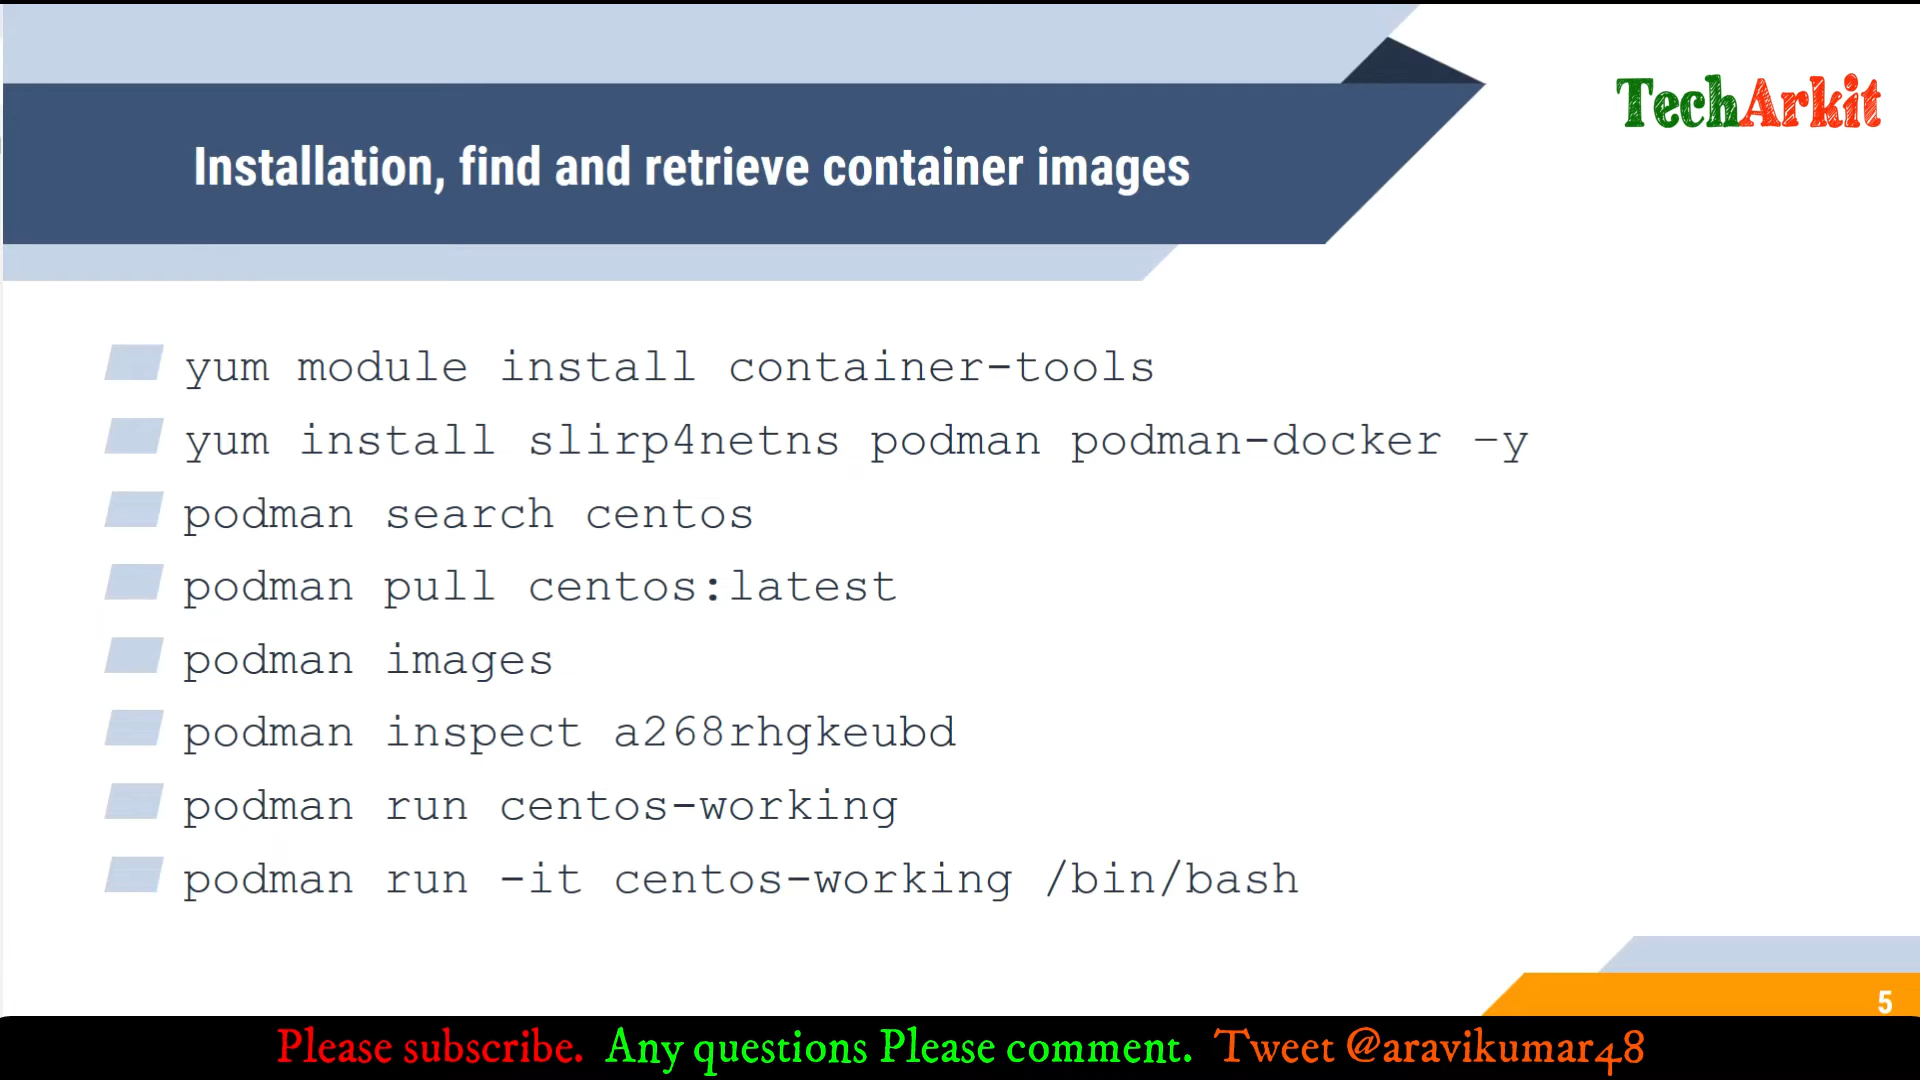 TechArkit
Installation, find and retrieve container images
yum module install container-tools
yum install slirp4netns podman podman-docker –y
podman search centos
podman pull centos:latest
podman images
podman inspect a268rhgkeubd
podman run centos-working
podman run -it centos-working /bin/bash
5
Please subscribe. Any questions Please comment. Tweet @aravikumar48